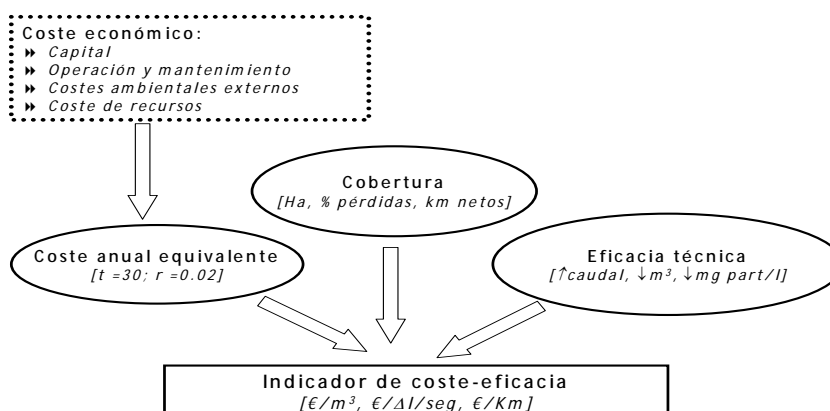 Coste económico:
Capital
Operación y mantenimiento
Costes ambientales externos
Coste de recursos
Cobertura
[Ha, % pérdidas, km netos]
Coste anual equivalente
[t =30; r =0.02]
Eficacia técnica
[↑caudal, ↓m³, ↓mg part/l]
Indicador de coste-eficacia
[€/m³, €/Δl/seg, €/Km]